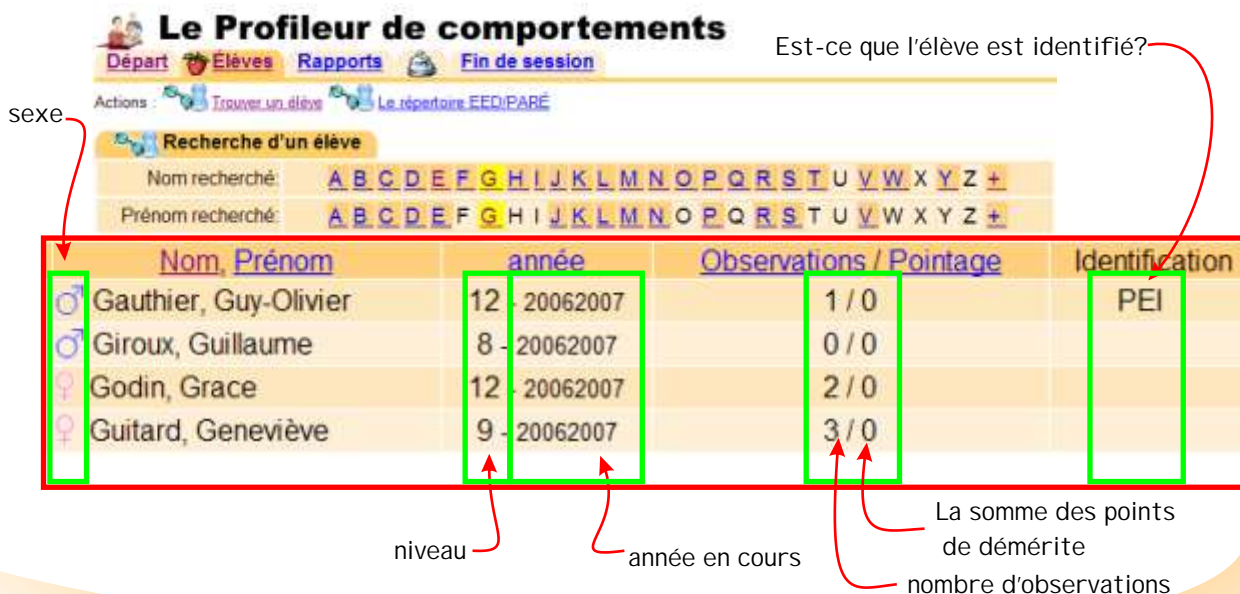 Le Profileur de comportements
Est-ce que l'élève est identifié?
Départ Élèves Rapports Fin de session
Actions : Trouver un élève Le répertoire EED/PARÉ
sexe
Recherche d'un élève
Nom recherché: A B C D E F G H I J K L M N O P Q R S T U V W X Y Z +
Prénom recherché: A B C D E F G H I J K L M N O P Q R S T U V W X Y Z +
Nom, Prénom année Observations / Pointage Identification
♂ Gauthier, Guy-Olivier 12 - 20062007 1 / 0 PEI
♂ Giroux, Guillaume 8 - 20062007 0 / 0
♀ Godin, Grace 12 - 20062007 2 / 0
♀ Guitard, Geneviève 9 - 20062007 3 / 0
La somme des points
de démérite
niveau
année en cours
nombre d'observations